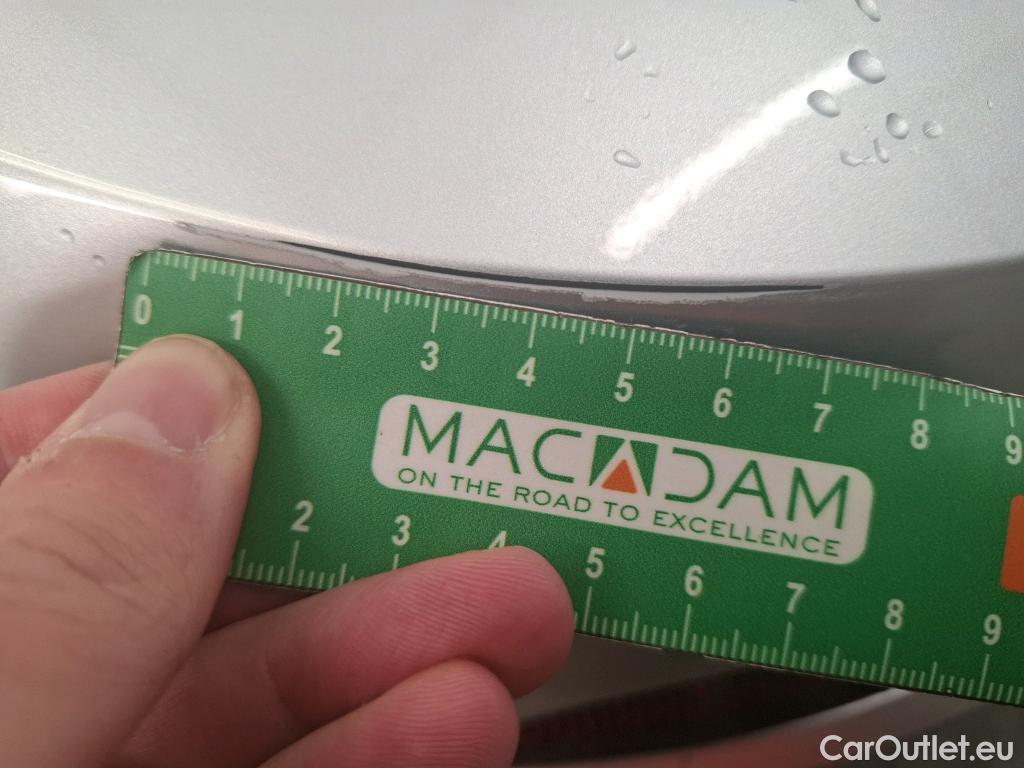 0 1 2 3 4 5 6 7 8 9
MACADAM
ON THE ROAD TO EXCELLENCE
2 3 4 5 6 7 8 9
CarOutlet.eu